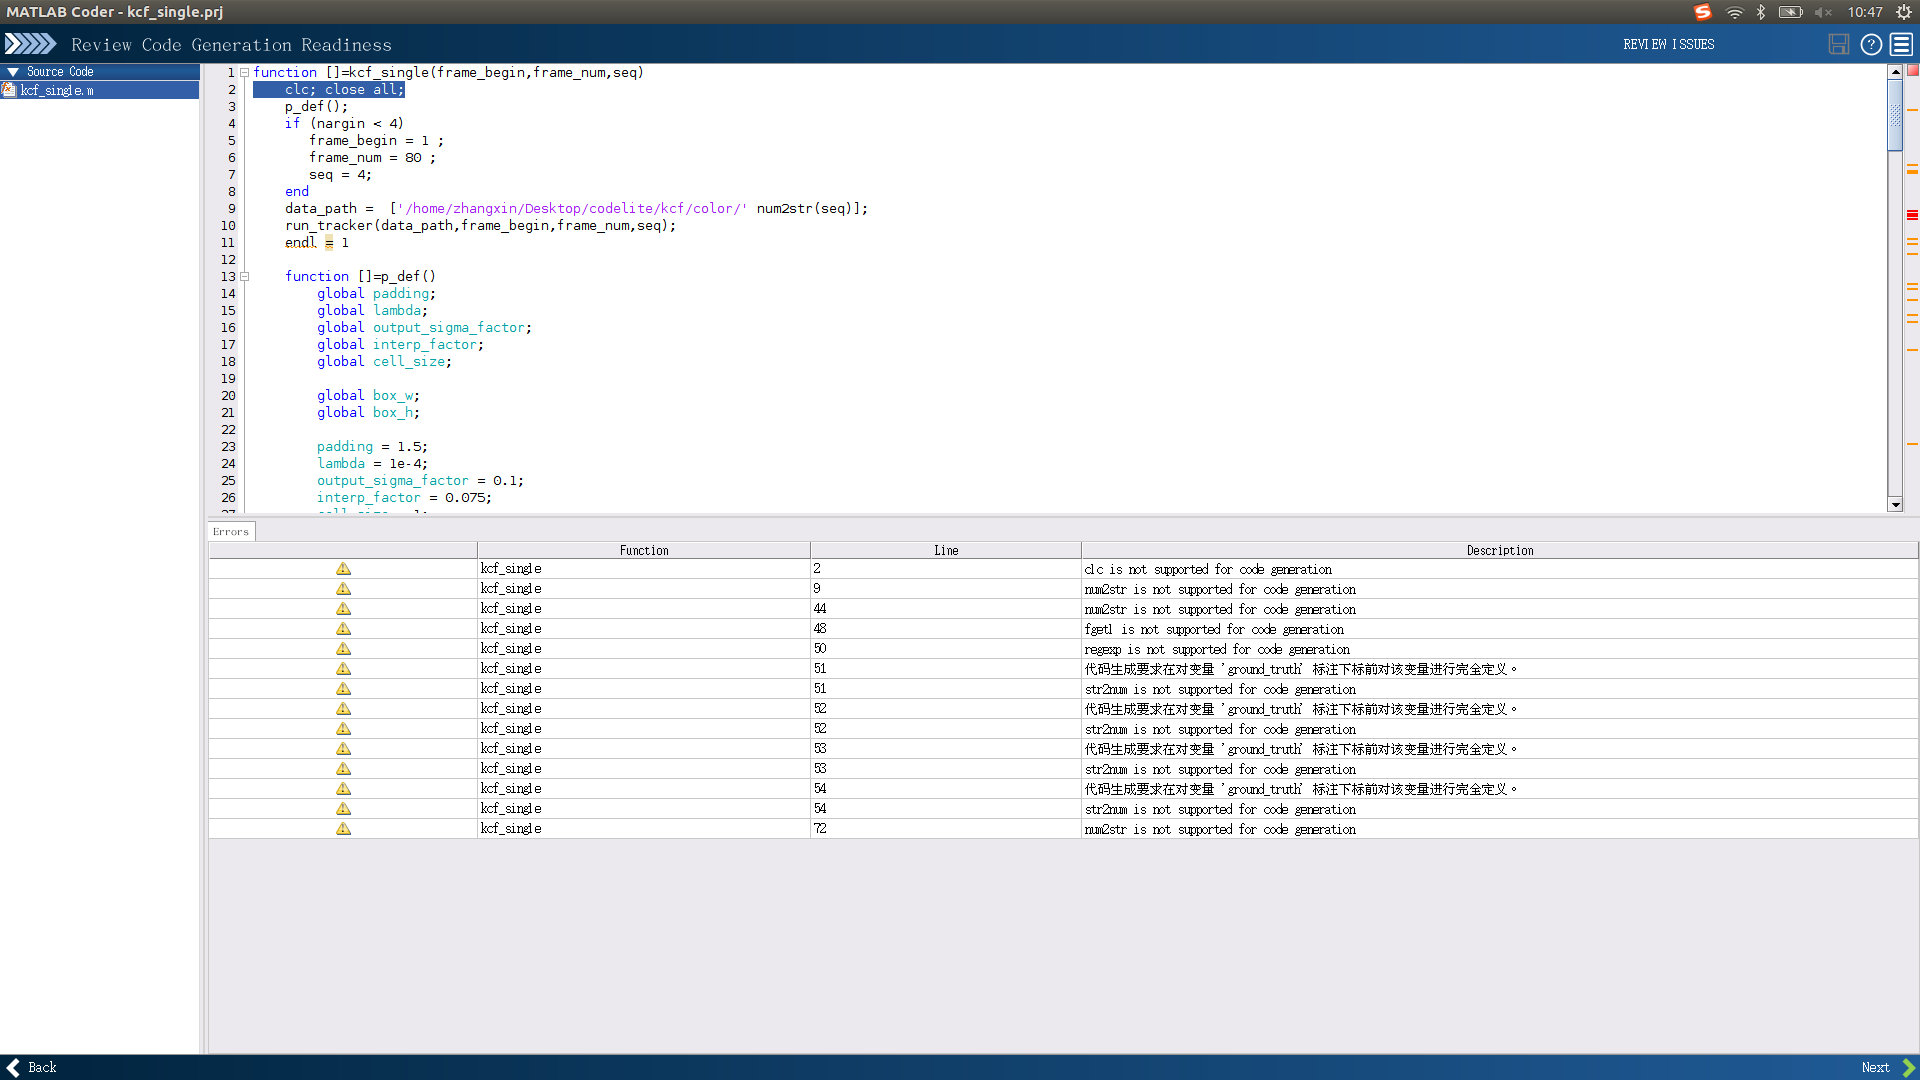 MATLAB Coder - kcf_single.prj
10:47
Review Code Generation Readiness
REVIEW ISSUES
Source Code
kcf_single.m
1 function []=kcf_single(frame_begin,frame_num,seq)
2 clc; close all;
3 p_def();
4 if (nargin < 4)
5 frame_begin = 1 ;
6 frame_num = 80 ;
7 seq = 4;
8 end
9 data_path =  ['/home/zhangxin/Desktop/codelite/kcf/color/' num2str(seq)];
10 run_tracker(data_path,frame_begin,frame_num,seq);
11 endl = 1
12
13 function []=p_def()
14 global padding;
15 global lambda;
16 global output_sigma_factor;
17 global interp_factor;
18 global cell_size;
19
20 global box_w;
21 global box_h;
22
23 padding = 1.5;
24 lambda = 1e-4;
25 output_sigma_factor = 0.1;
26 interp_factor = 0.075;
Errors
Function Line Description
kcf_single 2 clc is not supported for code generation
kcf_single 9 num2str is not supported for code generation
kcf_single 44 num2str is not supported for code generation
kcf_single 48 fgetl is not supported for code generation
kcf_single 50 regexp is not supported for code generation
kcf_single 51 代码生成要求在对变量 'ground_truth' 标注下标前对该变量进行完全定义。
kcf_single 51 str2num is not supported for code generation
kcf_single 52 代码生成要求在对变量 'ground_truth' 标注下标前对该变量进行完全定义。
kcf_single 52 str2num is not supported for code generation
kcf_single 53 代码生成要求在对变量 'ground_truth' 标注下标前对该变量进行完全定义。
kcf_single 53 str2num is not supported for code generation
kcf_single 54 代码生成要求在对变量 'ground_truth' 标注下标前对该变量进行完全定义。
kcf_single 54 str2num is not supported for code generation
kcf_single 72 num2str is not supported for code generation
Back
Next